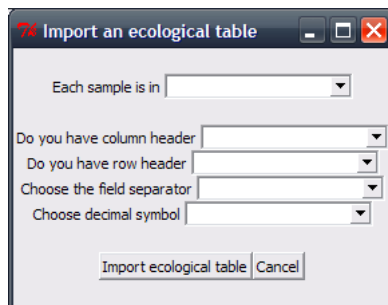 Import an ecological table
Each sample is in
Do you have column header
Do you have row header
Choose the field separator
Choose decimal symbol
Import ecological table Cancel